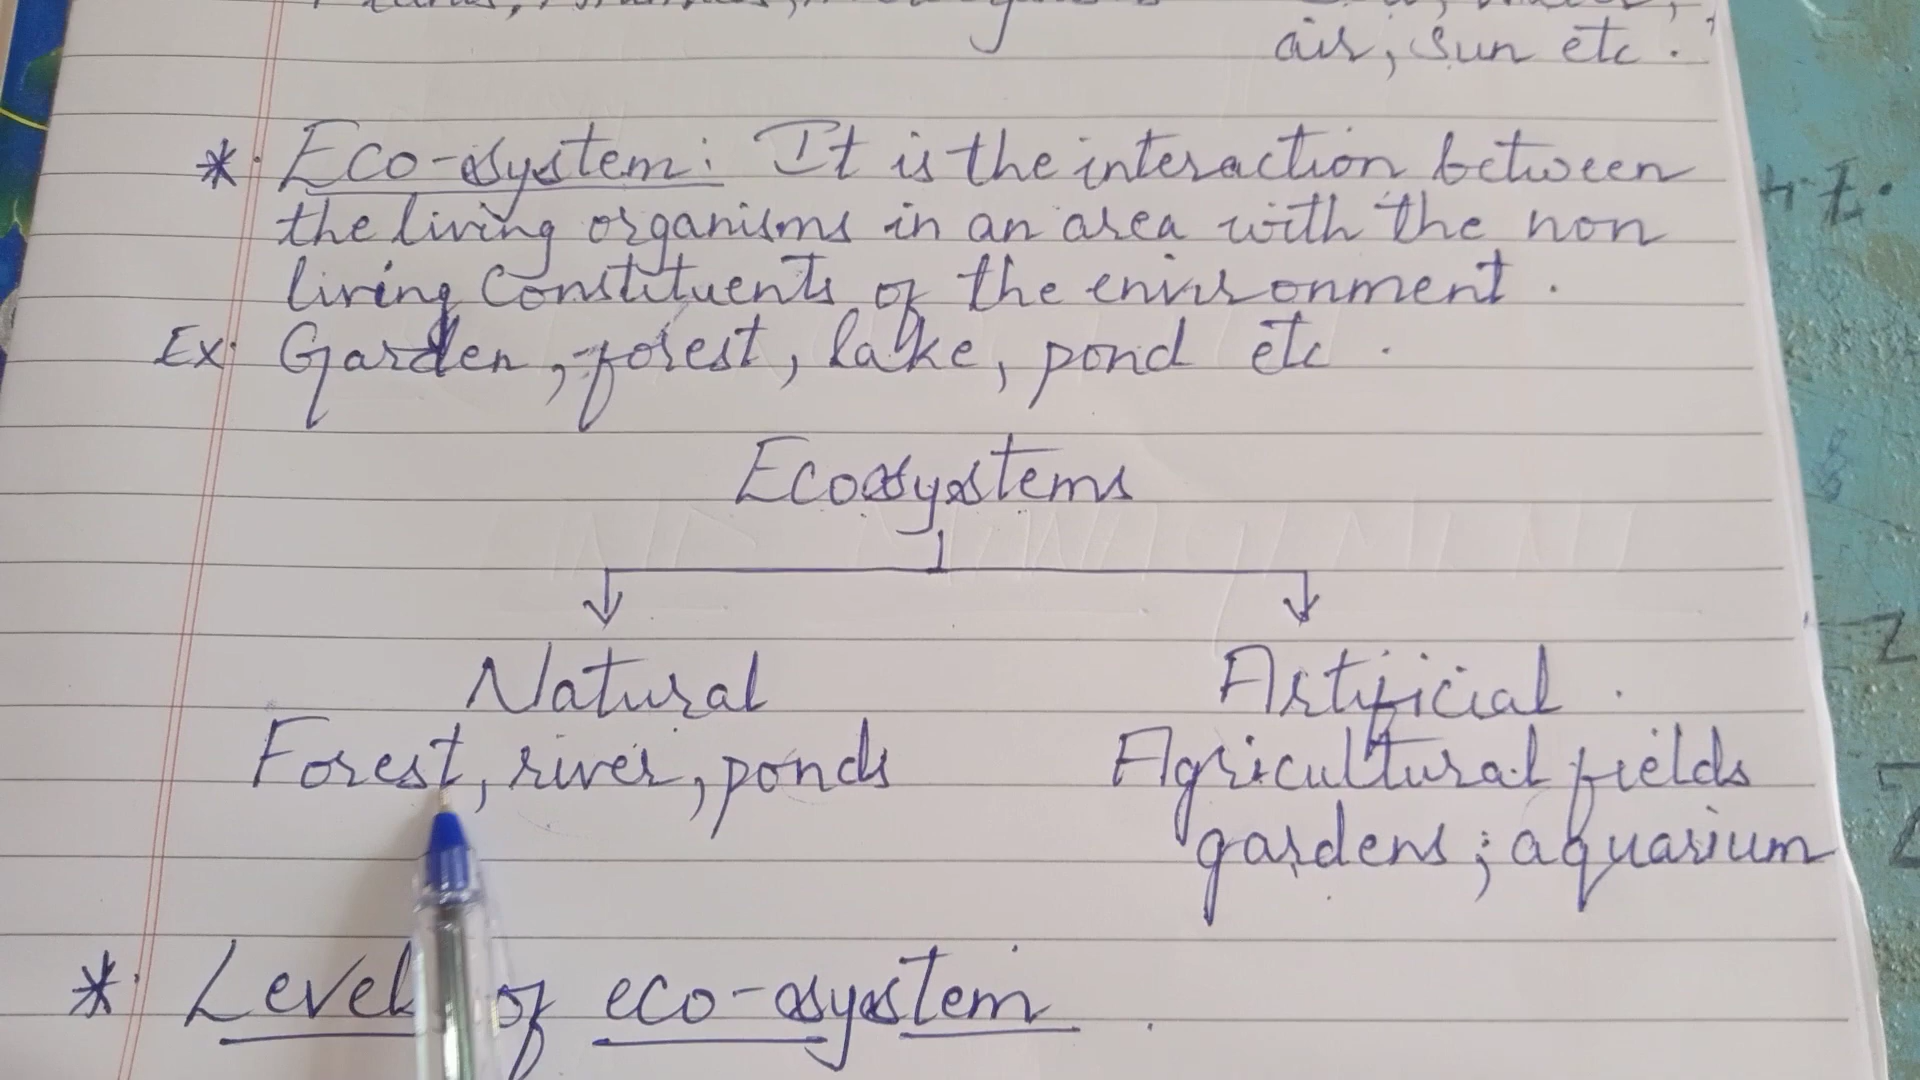 air, sun etc.
* Eco-system: It is the interaction between
the living organisms in an area with the non
living constituents of the environment.
Ex: Garden, forest, lake, pond etc.
Ecosystems
Natural Artificial
Forest, river, ponds Agricultural fields
gardens; aquarium
* Level of eco-system